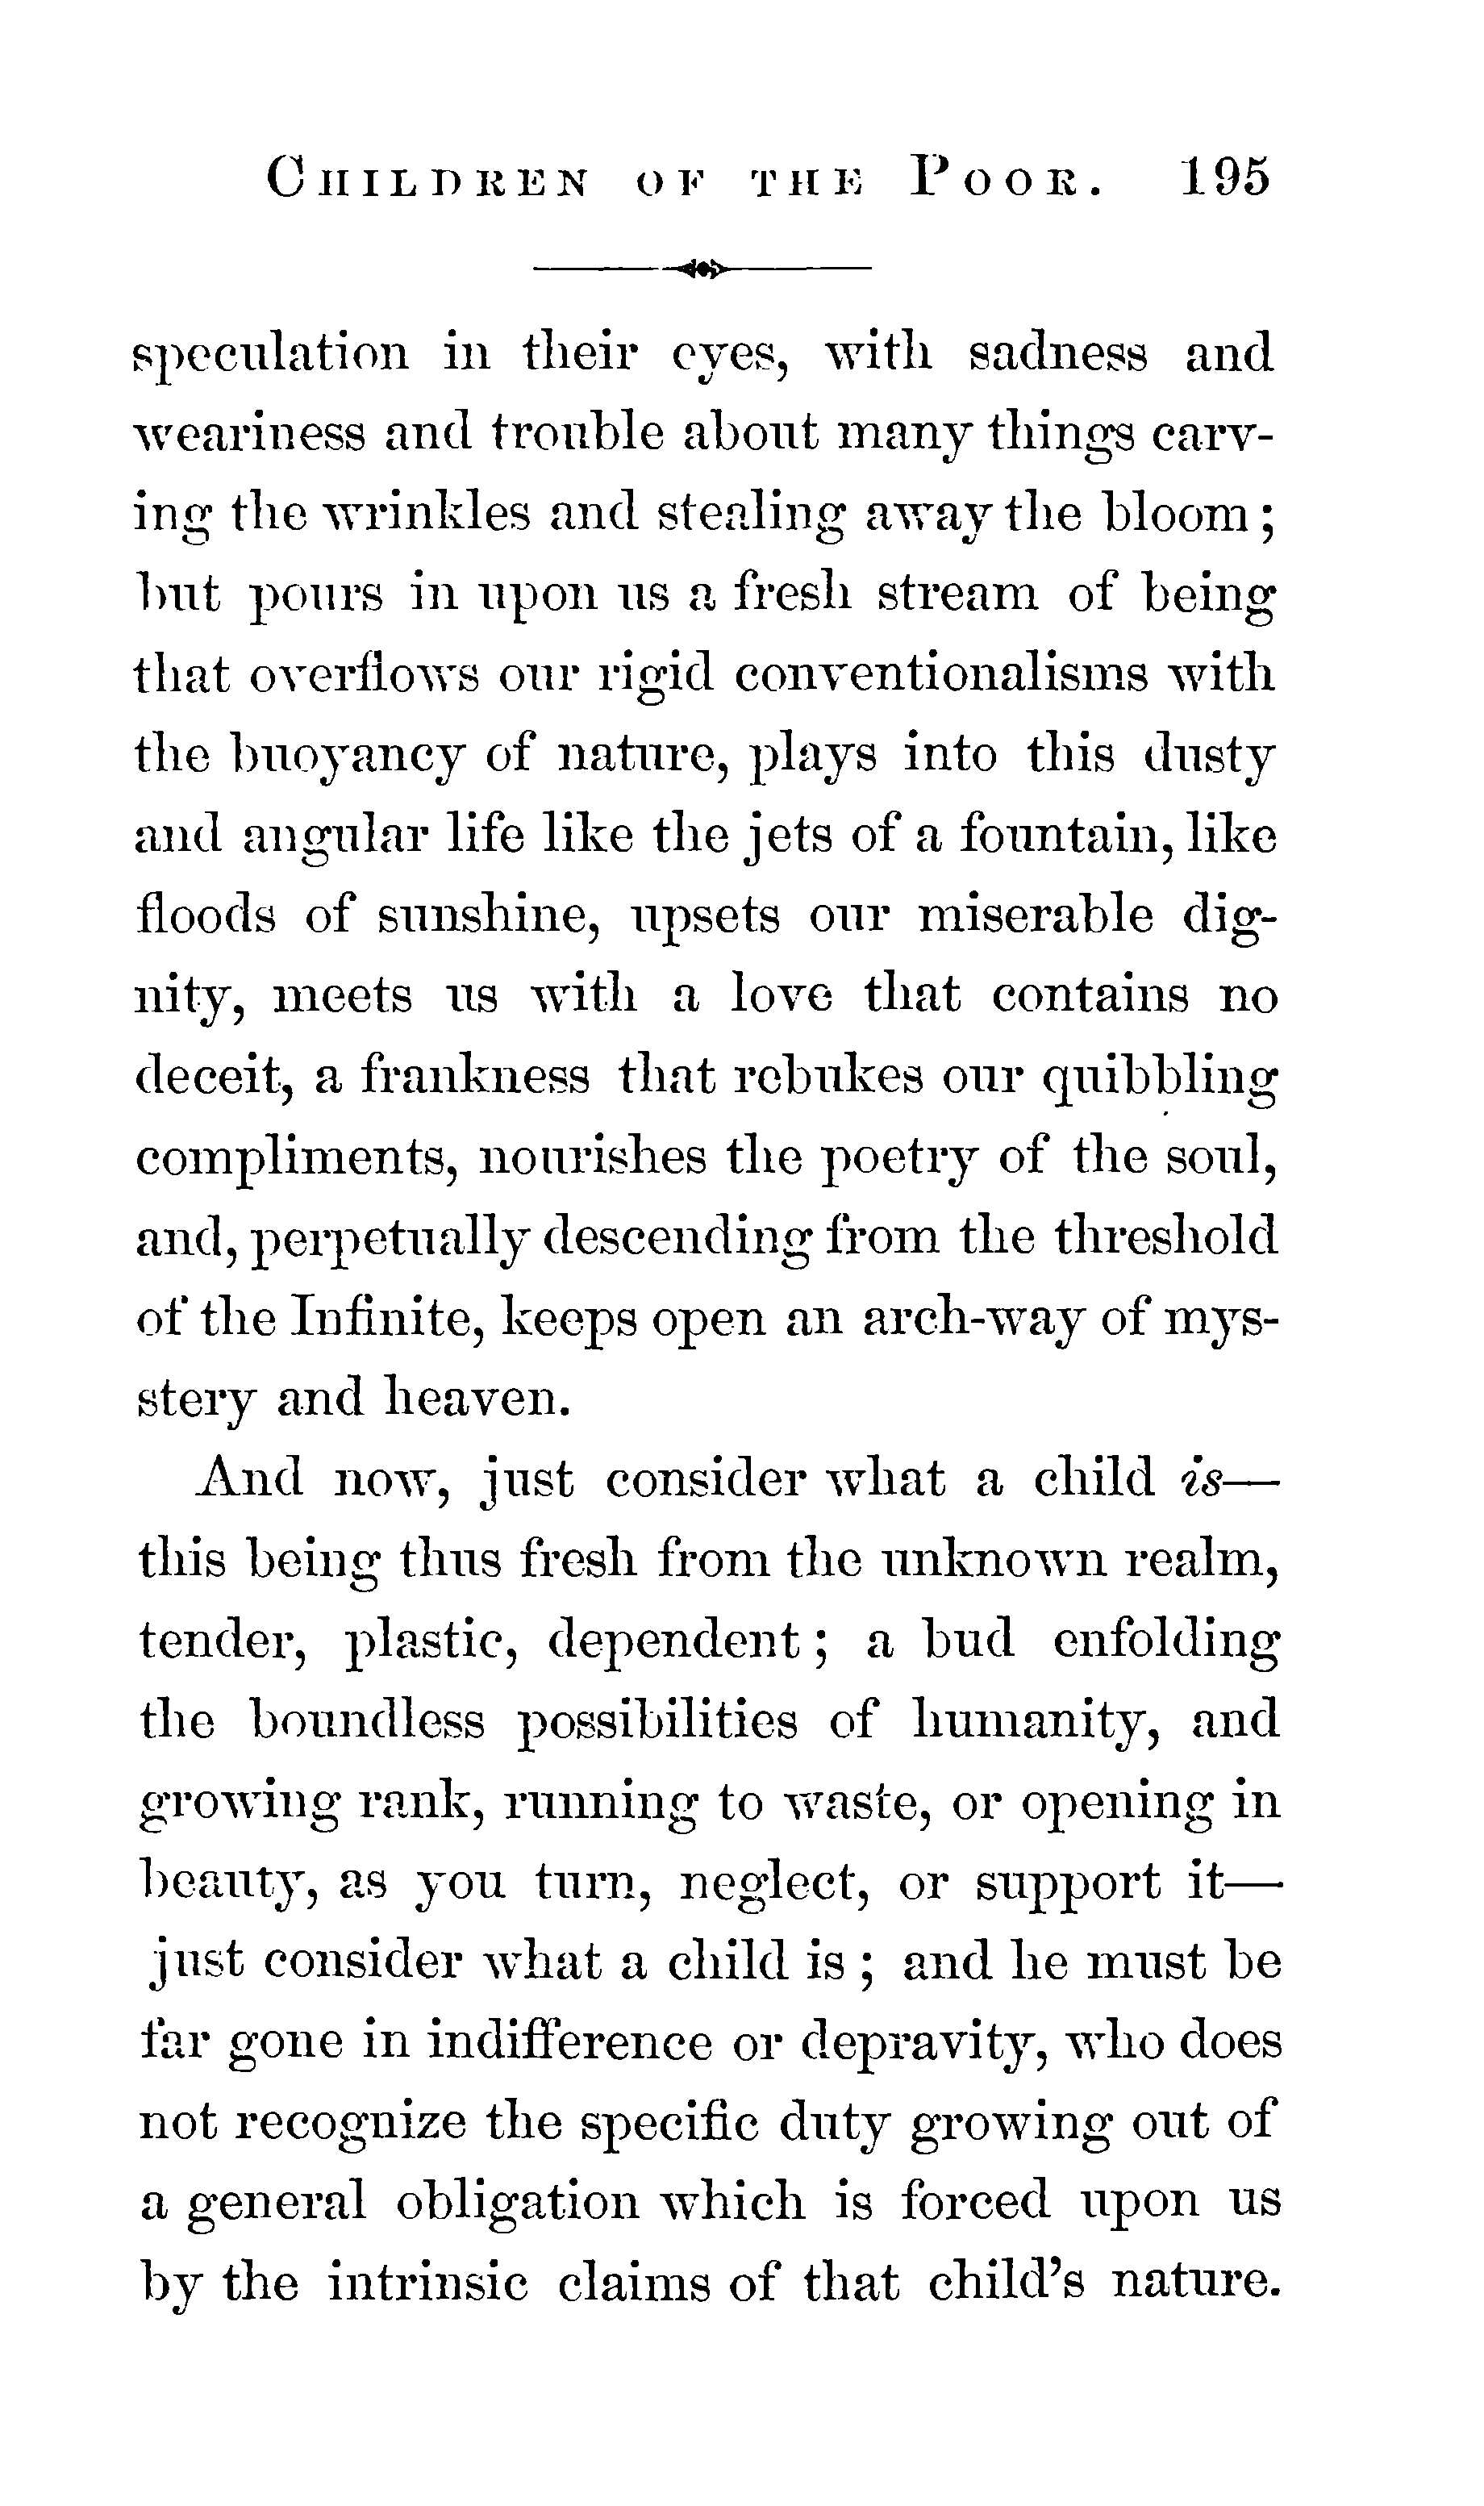 CHILDREN OF THE POOR. 195
speculation in their eyes, with sadness and
weariness and trouble about many things carv-
ing the wrinkles and stealing away the bloom;
but pours in upon us a fresh stream of being
that overflows our rigid conventionalisms with
the buoyancy of nature, plays into this dusty
and angular life like the jets of a fountain, like
floods of sunshine, upsets our miserable dig-
nity, meets us with a love that contains no
deceit, a frankness that rebukes our quibbling
compliments, nourishes the poetry of the soul,
and, perpetually descending from the threshold
of the Infinite, keeps open an arch-way of mys-
stery and heaven.
And now, just consider what a child is—
this being thus fresh from the unknown realm,
tender, plastic, dependent; a bud enfolding
the boundless possibilities of humanity, and
growing rank, running to waste, or opening in
beauty, as you turn, neglect, or support it—
just consider what a child is; and he must be
far gone in indifference or depravity, who does
not recognize the specific duty growing out of
a general obligation which is forced upon us
by the intrinsic claims of that child's nature.